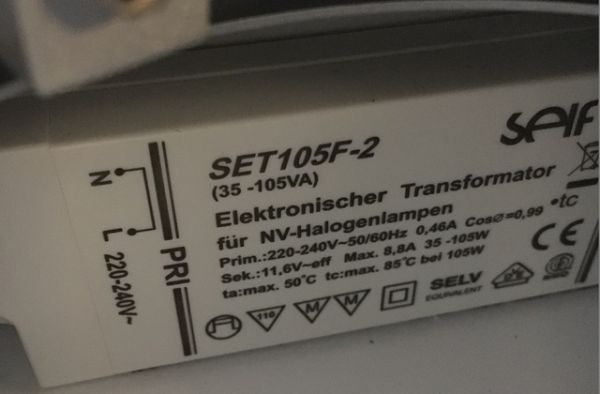 SAIF
SET105F-2
(35 -105VA)
Elektronischer Transformator
für NV-Halogenlampen
Prim.:220-240V~50/60Hz 0,46A CosØ=0,99 •tc
Sek.:11,6V~eff Max. 8,8A 35 -105W
ta:max. 50°C tc:max. 85°C bei 105W
N
L
220-240V~
PRI
110
M
M
SELV
EQUIVALENT
CE